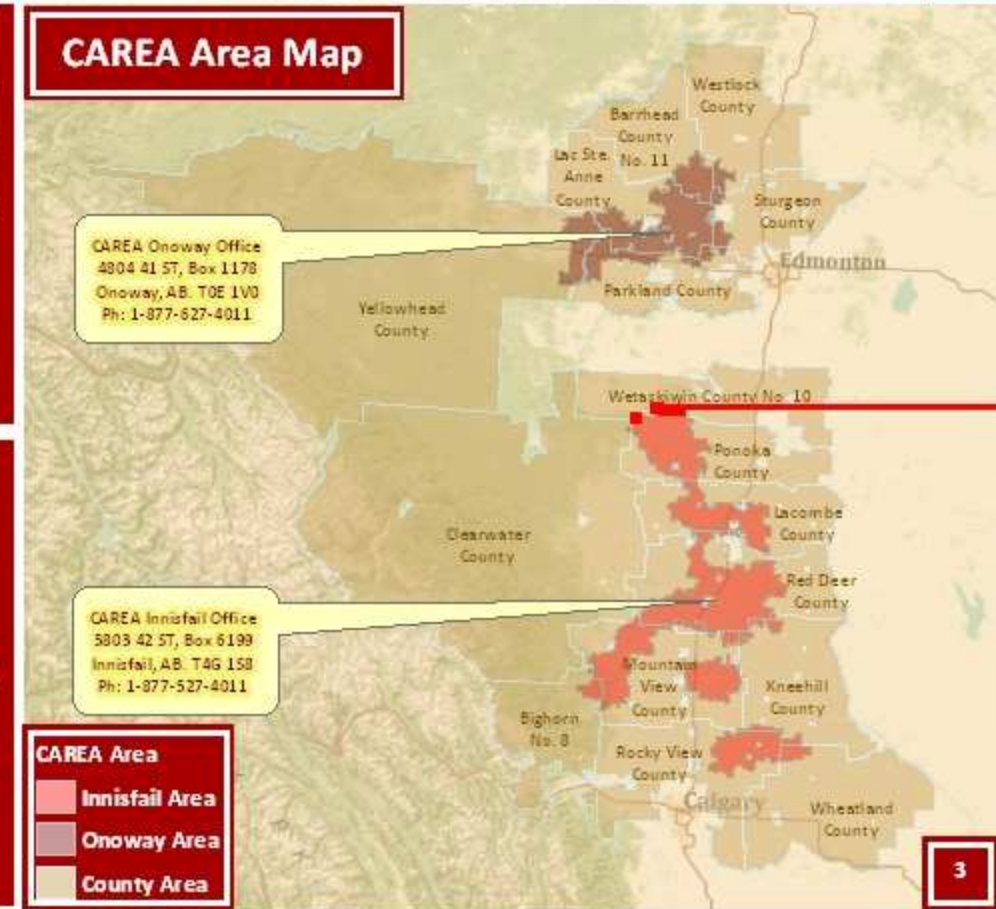 CAREA Area Map
Westlock
County
Barrhead
County
No. 11
Lac Ste.
Anne
County
Sturgeon
County
CAREA Onoway Office
4804 41 ST, Box 1178
Onoway, AB. T0E 1V0
Ph: 1-877-627-4011
Edmonton
Parkland County
Yellowhead
County
Wetaskiwin County No. 10
Ponoka
County
Lacombe
County
Clearwater
County
Red Deer
County
CAREA Innisfail Office
5803 42 ST, Box 6199
Innisfail, AB. T4G 1S8
Ph: 1-877-527-4011
Mountain
View
County
Kneehill
County
Bighorn
No. 8
Rocky View
County
Calgary
Wheatland
County
CAREA Area
Innisfail Area
Onoway Area
County Area
3